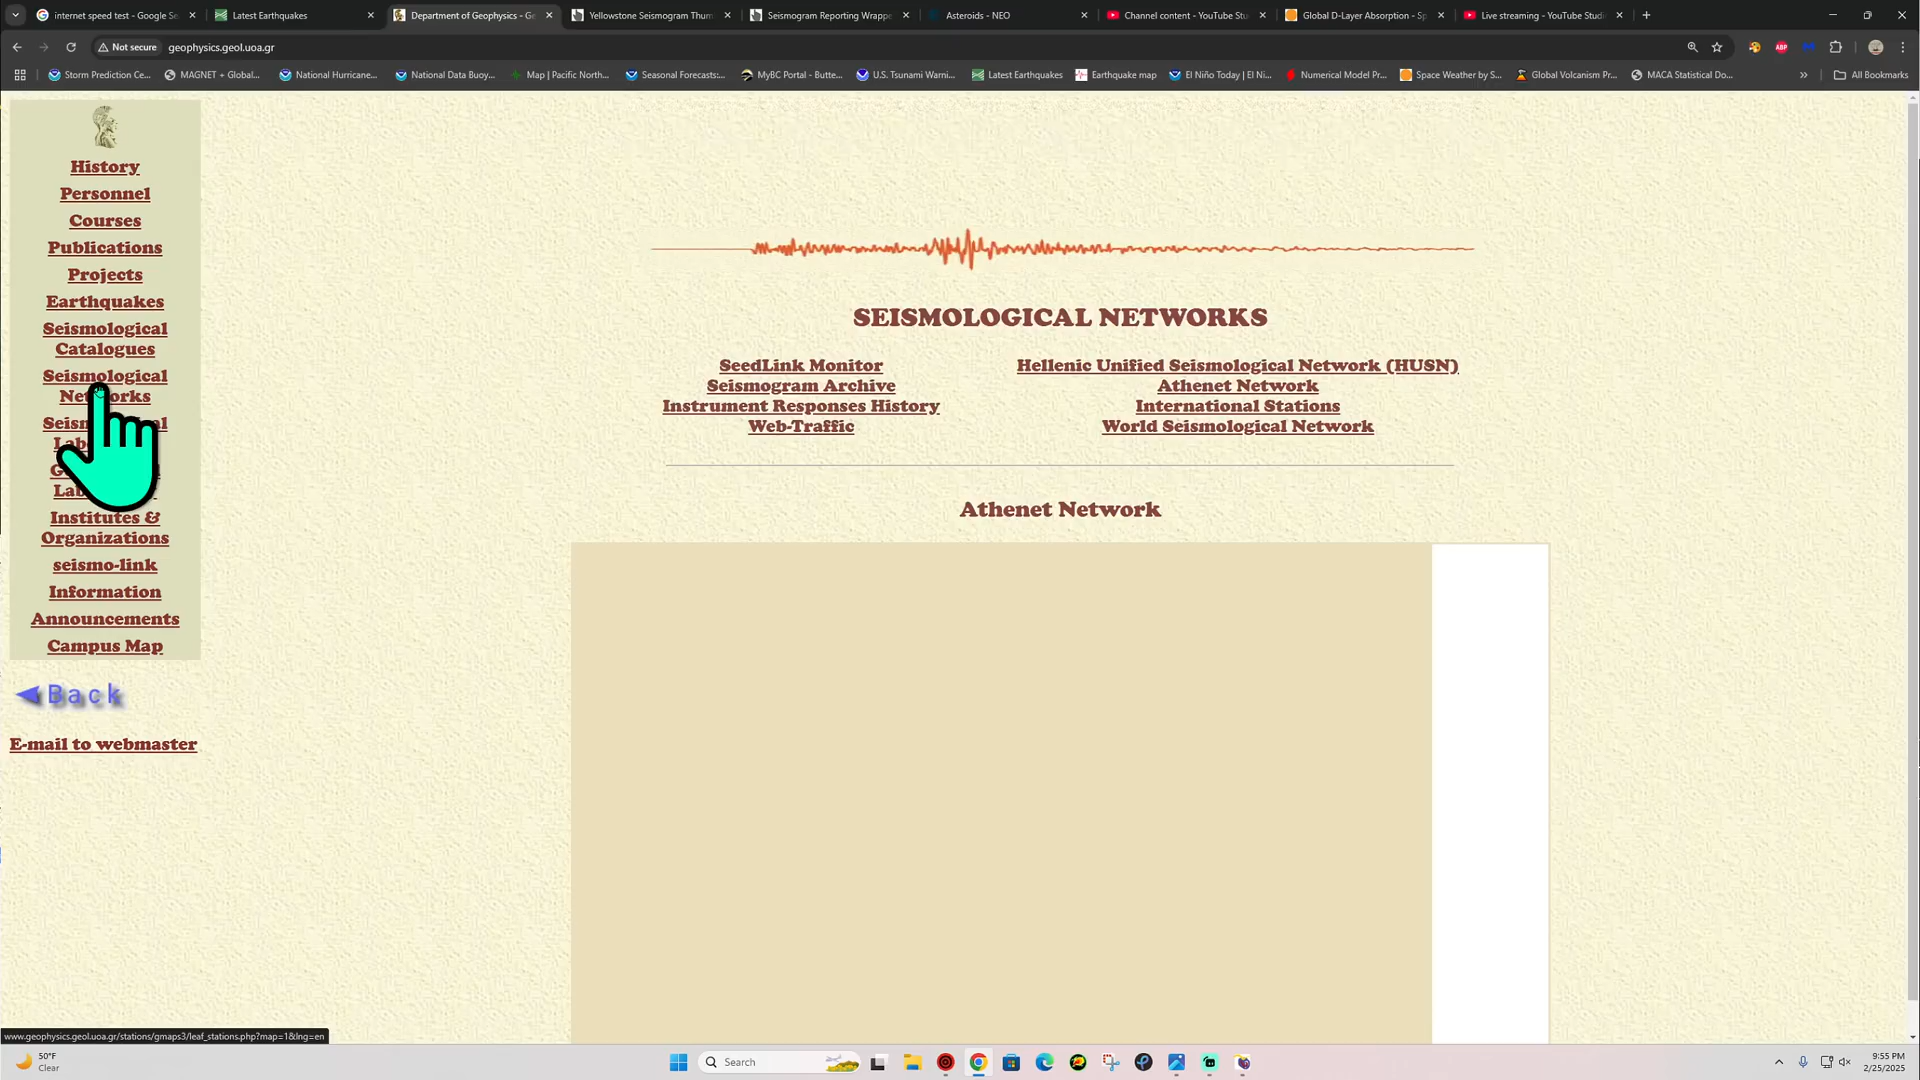 internet speed test - Google Se
Latest Earthquakes
Department of Geophysics - Ge
Yellowstone Seismogram Thum
Seismogram Reporting Wrappe
Asteroids - NEO
Channel content - YouTube Stu
Global D-Layer Absorption - Sp
Live streaming - YouTube Studi
Not secure
geophysics.geol.uoa.gr
ABP
Storm Prediction Ce...
MAGNET + Global...
National Hurricane...
National Data Buoy...
Map | Pacific North...
Seasonal Forecasts:...
MyBC Portal - Butte...
U.S. Tsunami Warni...
Latest Earthquakes
Earthquake map
El Niño Today | El Ni...
Numerical Model Pr...
Space Weather by S...
Global Volcanism Pr...
MACA Statistical Do...
All Bookmarks
History
Personnel
Courses
Publications
Projects
Earthquakes
Seismological
Catalogues
Seismological
Institutes &
Organizations
seismo-link
Information
Announcements
Campus Map
Back
E-mail to webmaster
SEISMOLOGICAL NETWORKS
SeedLink Monitor
Seismogram Archive
Instrument Responses History
Web-Traffic
Hellenic Unified Seismological Network (HUSN)
Athenet Network
International Stations
World Seismological Network
Athenet Network
www.geophysics.geol.uoa.gr/stations/gmaps3/leaf_stations.php?map=1&lng=en
50°F
Clear
Search
9:55 PM
2/25/2025